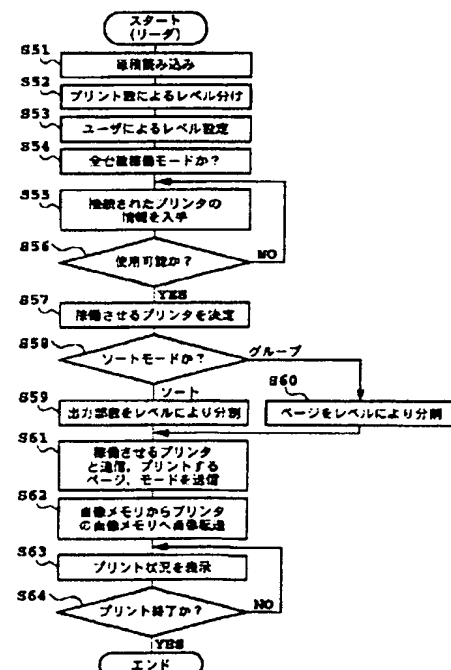 スタート
(リーダ)
S51
原稿読み込み
S52
プリント数によるレベル分け
S53
ユーザによるレベル設定
S54
全台数稼働モードか?
S55
接続されたプリンタの
情報を入手
S56
使用可能か?
NO
YES
S57
稼働させるプリンタを決定
S58
ソートモードか?
グループ
ソート
S59
出力部数をレベルにより分割
S60
ページをレベルにより分割
S61
稼働させるプリンタ
と通信,プリントする
ページ、モードを送信
S62
画像メモリからプリンタ
の画像メモリへ画像転送
S63
プリント状況を表示
S64
プリント終了か?
NO
YES
エンド